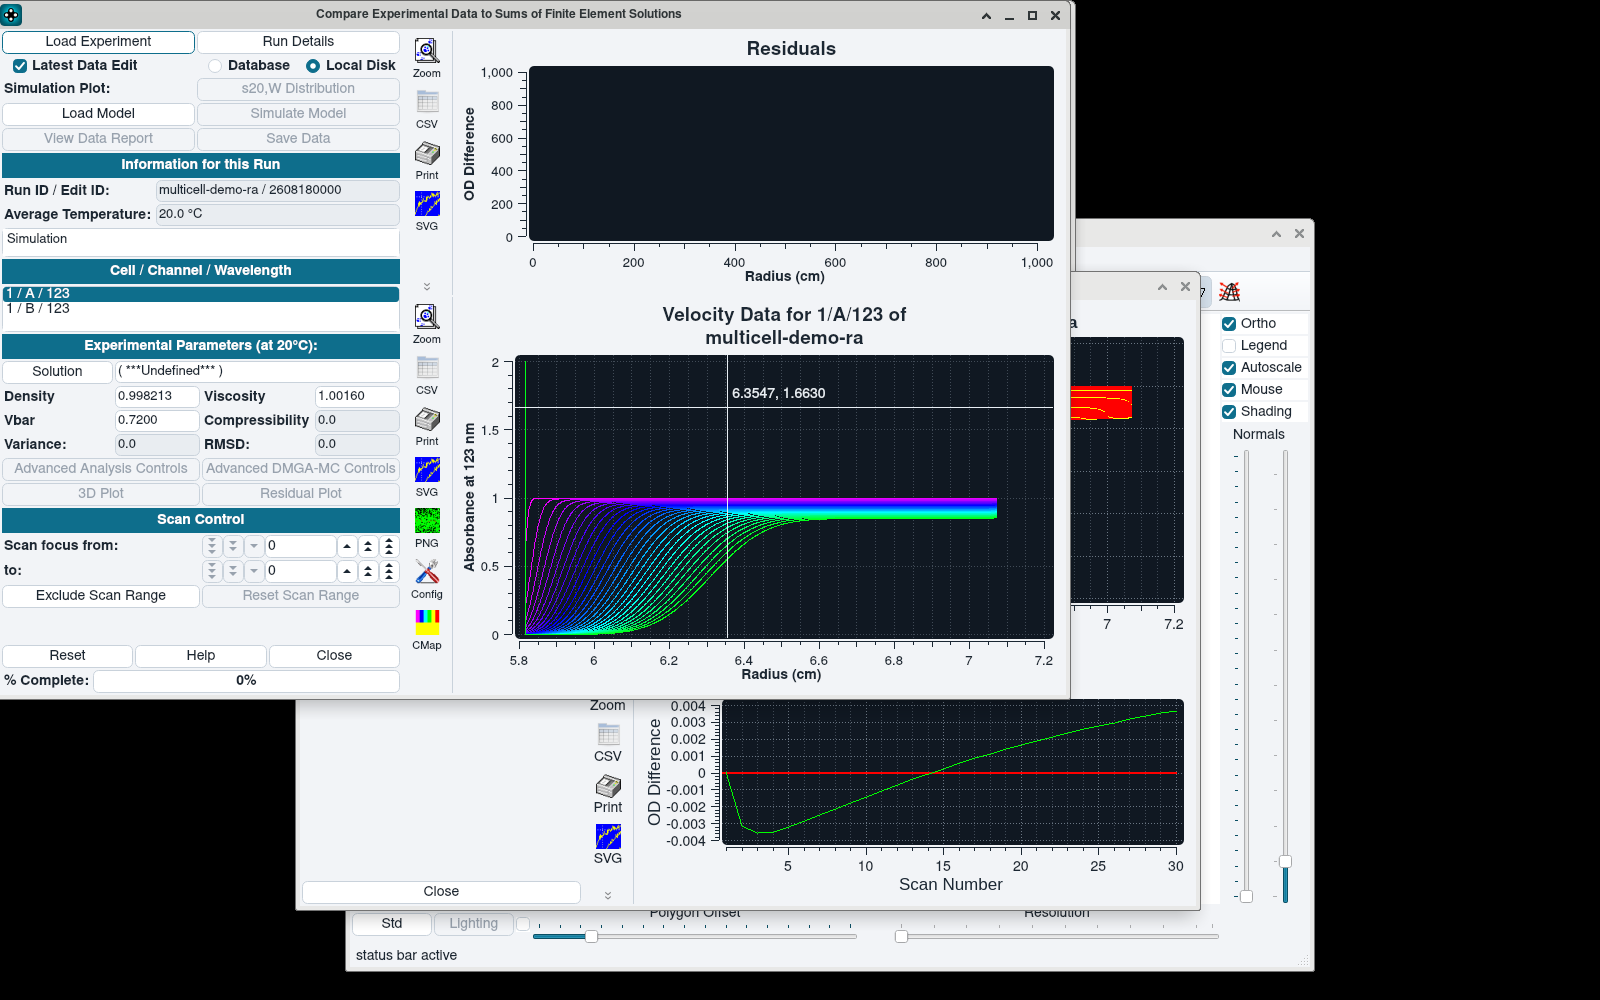 Compare Experimental Data to Sums of Finite Element Solutions
Load Experiment
Run Details
Latest Data Edit
Database
Local Disk
Simulation Plot:
s20,W Distribution
Load Model
Simulate Model
View Data Report
Save Data
Information for this Run
Run ID / Edit ID:
multicell-demo-ra / 2608180000
Average Temperature:
20.0 °C
Simulation
Cell / Channel / Wavelength
1 / A / 123
1 / B / 123
Experimental Parameters (at 20°C):
Solution
( ***Undefined*** )
Density
0.998213
Viscosity
1.00160
Vbar
0.7200
Compressibility
0.0
Variance:
0.0
RMSD:
0.0
Advanced Analysis Controls
Advanced DMGA-MC Controls
3D Plot
Residual Plot
Scan Control
Scan focus from:
0
to:
0
Exclude Scan Range
Reset Scan Range
Reset
Help
Close
% Complete:
0%
Zoom
CSV
Print
SVG
Zoom
CSV
Print
SVG
PNG
Config
CMap
Residuals
1,000
800
600
400
200
0
OD Difference
0
200
400
600
800
1,000
Radius (cm)
Velocity Data for 1/A/123 of
multicell-demo-ra
2
1.5
1
0.5
0
Absorbance at 123 nm
6.3547, 1.6630
5.8
6
6.2
6.4
6.6
6.8
7
7.2
Radius (cm)
a
7
7.2
Zoom
CSV
Print
SVG
0.004
0.003
0.002
0.001
0
-0.001
-0.002
-0.003
-0.004
OD Difference
5
10
15
20
25
30
Scan Number
Close
Ortho
Legend
Autoscale
Mouse
Shading
Normals
Polygon Offset
Resolution
Std
Lighting
status bar active